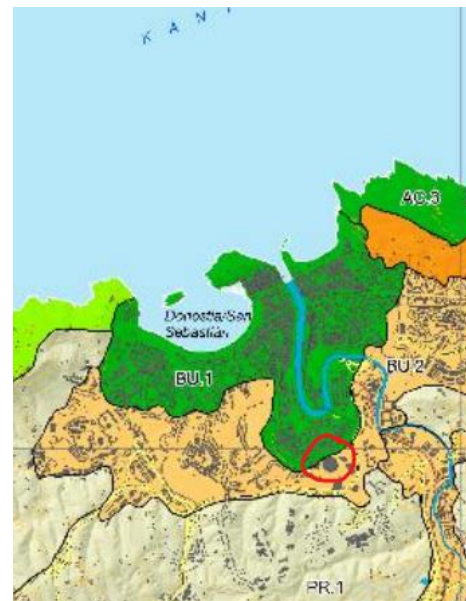 K A N T
AC.3
Donostia/San
Sebastián
BU.2
BU.1
PR.1